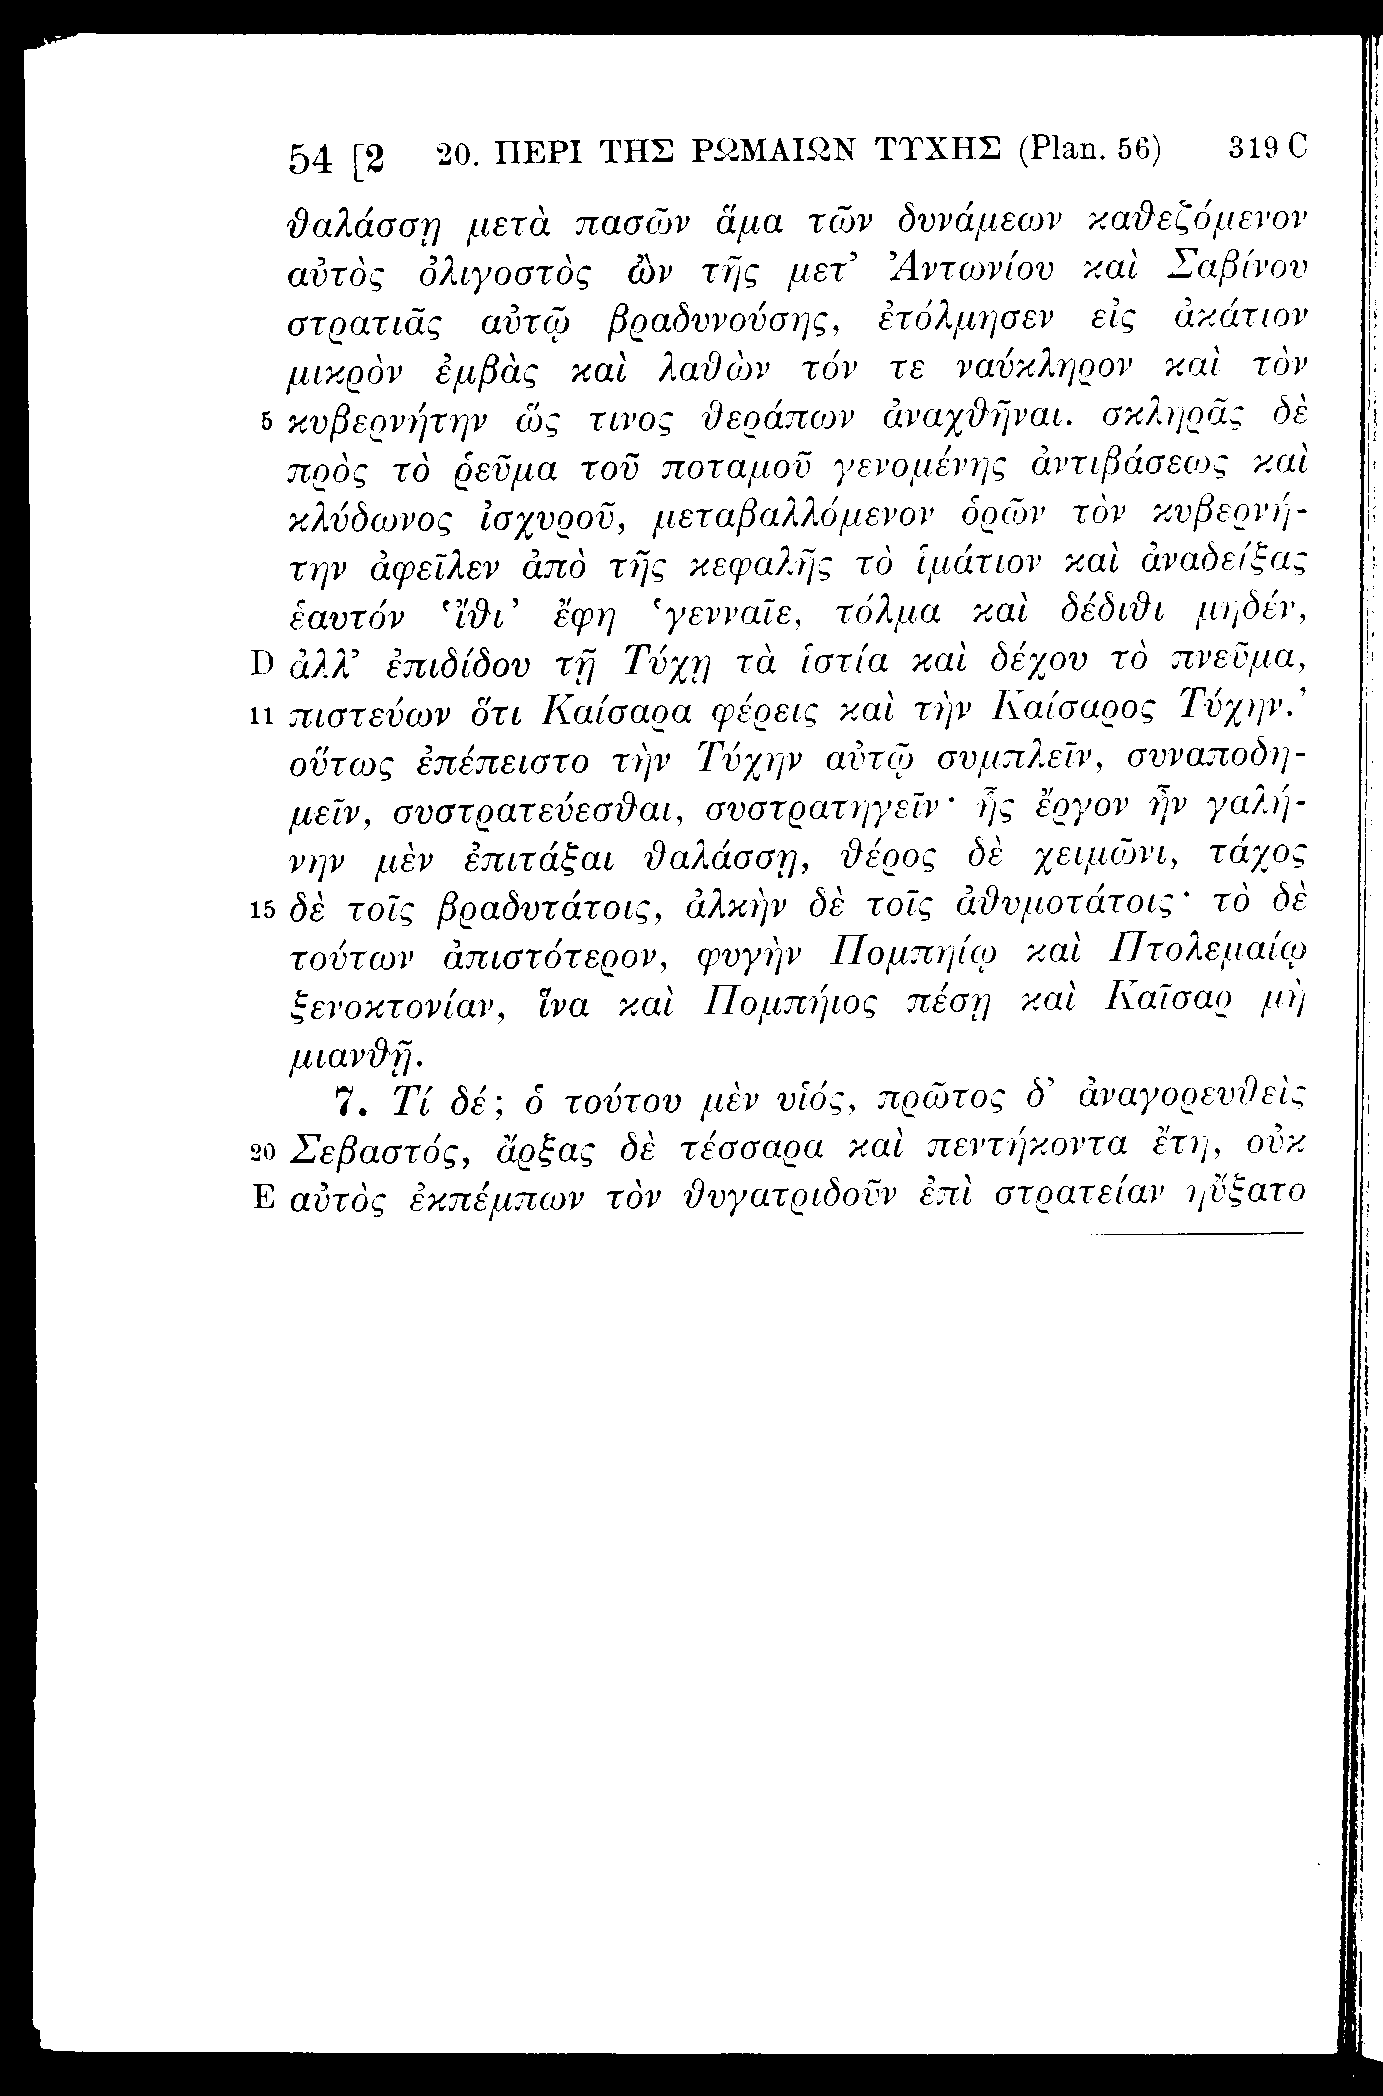 54 [2 20. ΠΕΡΙ ΤΗΣ ΡΩΜΑΙΩΝ ΤΥΧΗΣ (Plan. 56) 319 C
θαλάσσῃ μετὰ πασῶν ἅμα τῶν δυνάμεων καθεζόμενον
αὐτὸς ὀλιγοστὸς ὢν τῆς μετ’ Ἀντωνίου καὶ Σαβίνου
στρατιᾶς αὐτῷ βραδυνούσης, ἐτόλμησεν εἰς ἀκάτιον
μικρὸν ἐμβὰς καὶ λαθὼν τόν τε ναύκληρον καὶ τὸν
5 κυβερνήτην ὥς τινος θεράπων ἀναχθῆναι. σκληρᾶς δὲ
πρὸς τὸ ῥεῦμα τοῦ ποταμοῦ γενομένης ἀντιβάσεως καὶ
κλύδωνος ἰσχυροῦ, μεταβαλλόμενον ὁρῶν τὸν κυβερνή-
την ἀφεῖλεν ἀπὸ τῆς κεφαλῆς τὸ ἱμάτιον καὶ ἀναδείξας
ἑαυτόν ‘ἴθι’ ἔφη ‘γενναῖε, τόλμα καὶ δέδιθι μηδέν,
D ἀλλ’ ἐπιδίδου τῇ Τύχῃ τὰ ἱστία καὶ δέχου τὸ πνεῦμα,
11 πιστεύων ὅτι Καίσαρα φέρεις καὶ τὴν Καίσαρος Τύχην.’
οὕτως ἐπέπειστο τὴν Τύχην αὐτῷ συμπλεῖν, συναποδη-
μεῖν, συστρατεύεσθαι, συστρατηγεῖν· ἧς ἔργον ἦν γαλή-
νην μὲν ἐπιτάξαι θαλάσσῃ, θέρος δὲ χειμῶνι, τάχος
15 δὲ τοῖς βραδυτάτοις, ἀλκὴν δὲ τοῖς ἀθυμοτάτοις· τὸ δὲ
τούτων ἀπιστότερον, φυγὴν Πομπηίῳ καὶ Πτολεμαίῳ
ξενοκτονίαν, ἵνα καὶ Πομπήιος πέσῃ καὶ Καῖσαρ μὴ
μιανθῇ.
7. Τί δέ; ὁ τούτου μὲν υἱός, πρῶτος δ’ ἀναγορευθεὶς
20 Σεβαστός, ἄρξας δὲ τέσσαρα καὶ πεντήκοντα ἔτη, οὐκ
E αὐτὸς ἐκπέμπων τὸν θυγατριδοῦν ἐπὶ στρατείαν ηὔξατο